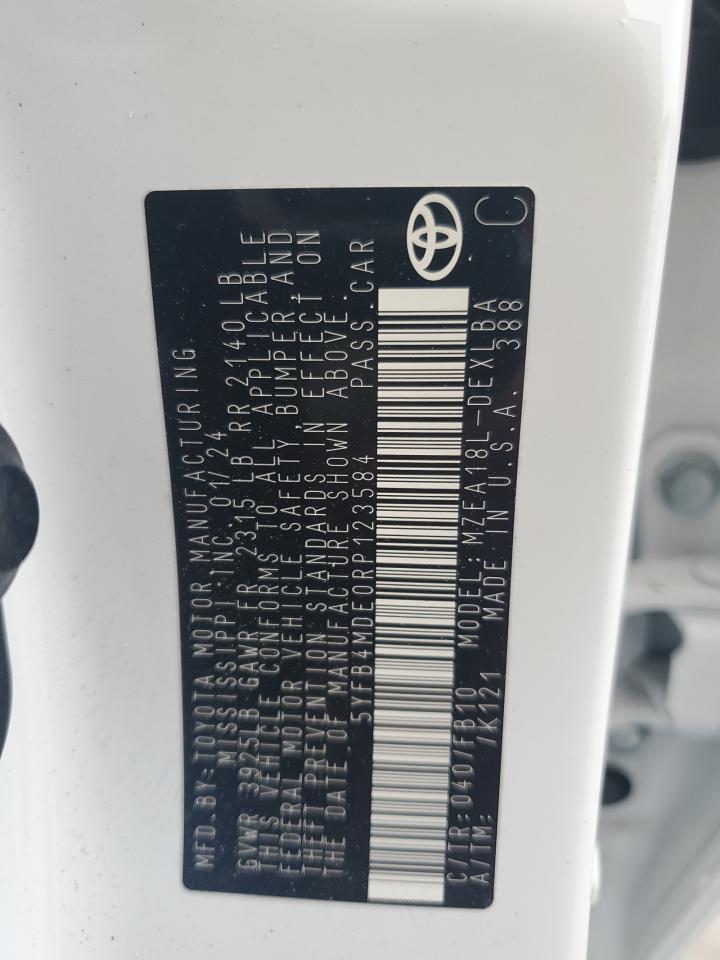 MFD.BY:TOYOTA MOTOR MANUFACTURING
MISSISSIPPI,INC 01/24
GVWR 3925LB GAWR FR 2315LB RR 2140LB
THIS VEHICLE CONFORMS TO ALL APPLICABLE
FEDERAL MOTOR VEHICLE SAFETY,BUMPER,AND
THEFT PREVENTION STANDARDS IN EFFECT ON
THE DATE OF MANUFACTURE SHOWN ABOVE.
5YFB4MDE0RP123584 PASS.CAR
C/TR:040/FB10 MODEL:MZEA18L-DEXLBA
A/TM: /K121 MADE IN U.S.A. 388
C